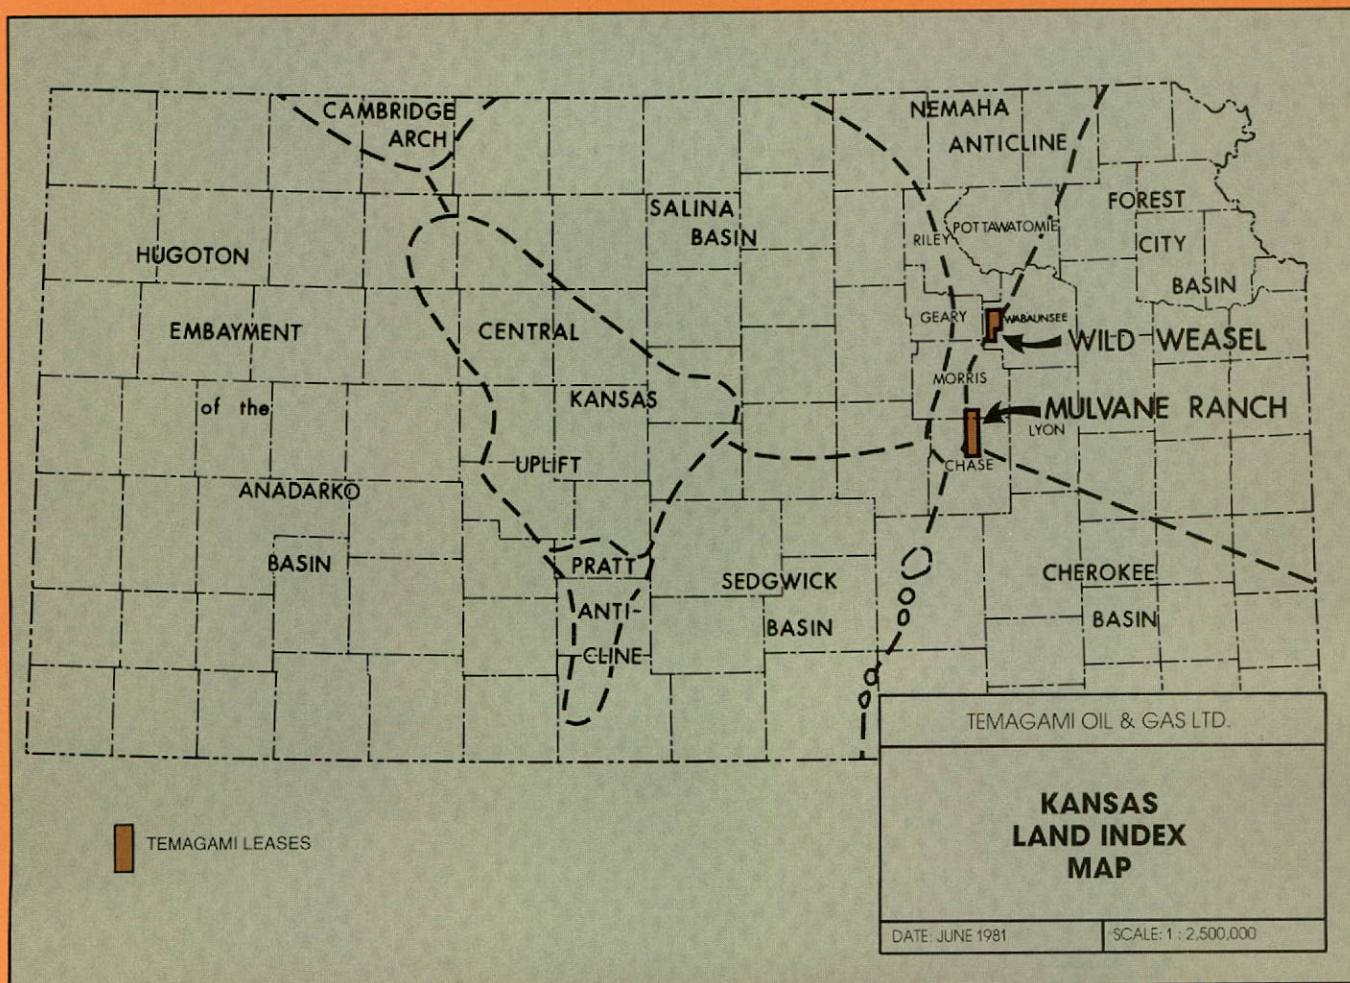 CAMBRIDGE
ARCH
NEMAHA
ANTICLINE
FOREST
CITY
BASIN
SALINA
BASIN
RILEY
POTTAWATOMIE
HUGOTON
EMBAYMENT
of the
ANADARKO
BASIN
CENTRAL
KANSAS
UPLIFT
GEARY
WABAUNSEE
WILD WEASEL
MORRIS
MULVANE RANCH
LYON
CHASE
PRATT
ANTI-
CLINE
SEDGWICK
BASIN
CHEROKEE
BASIN
TEMAGAMI LEASES
TEMAGAMI OIL & GAS LTD.
KANSAS
LAND INDEX
MAP
DATE: JUNE 1981
SCALE: 1 : 2,500,000